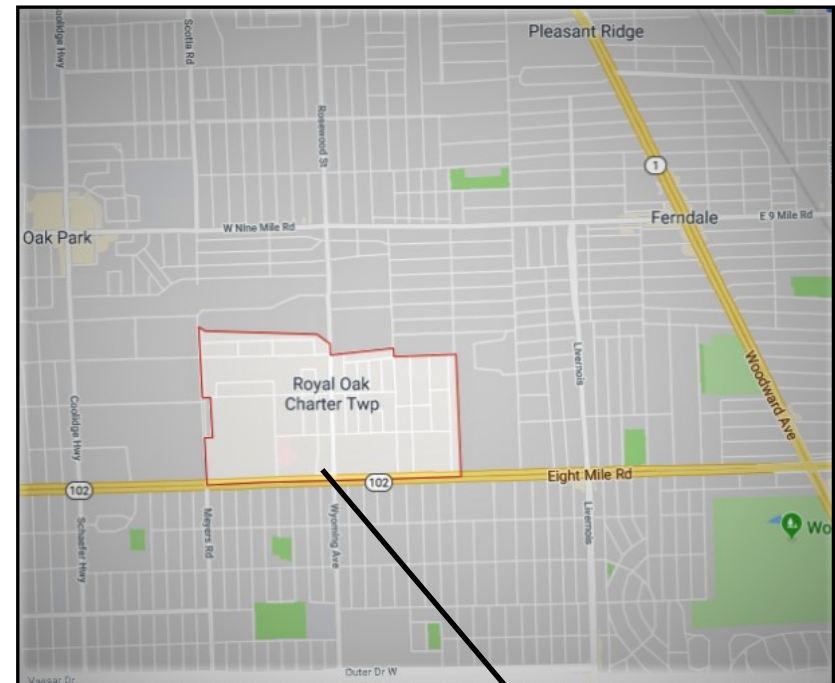 Pleasant Ridge
Coolidge Hwy
Scotia Rd
Rosewood St
1
Oak Park
W Nine Mile Rd
Ferndale
E 9 Mile Rd
Royal Oak
Charter Twp
Livernois
Woodward Ave
Coolidge Hwy
102
102
Eight Mile Rd
Schaefer Hwy
Meyers Rd
Wyoming Ave
Livernois
Wo
Outer Dr W
Vassar Dr